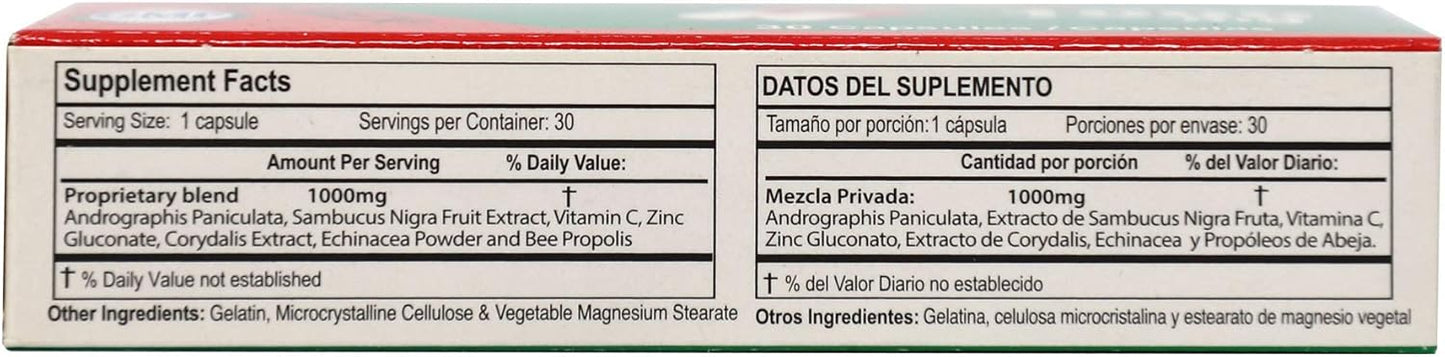 30 Capsules / Cápsulas
Supplement Facts
Serving Size: 1 capsule Servings per Container: 30
Amount Per Serving % Daily Value:
Proprietary blend 1000mg †
Andrographis Paniculata, Sambucus Nigra Fruit Extract, Vitamin C, Zinc
Gluconate, Corydalis Extract, Echinacea Powder and Bee Propolis
† % Daily Value not established
Other Ingredients: Gelatin, Microcrystalline Cellulose & Vegetable Magnesium Stearate
DATOS DEL SUPLEMENTO
Tamaño por porción: 1 cápsula Porciones por envase: 30
Cantidad por porción % del Valor Diario:
Mezcla Privada: 1000mg †
Andrographis Paniculata, Extracto de Sambucus Nigra Fruta, Vitamina C,
Zinc Gluconato, Extracto de Corydalis, Echinacea y Propóleos de Abeja.
† % del Valor Diario no establecido
Otros Ingredientes: Gelatina, celulosa microcristalina y estearato de magnesio vegetal